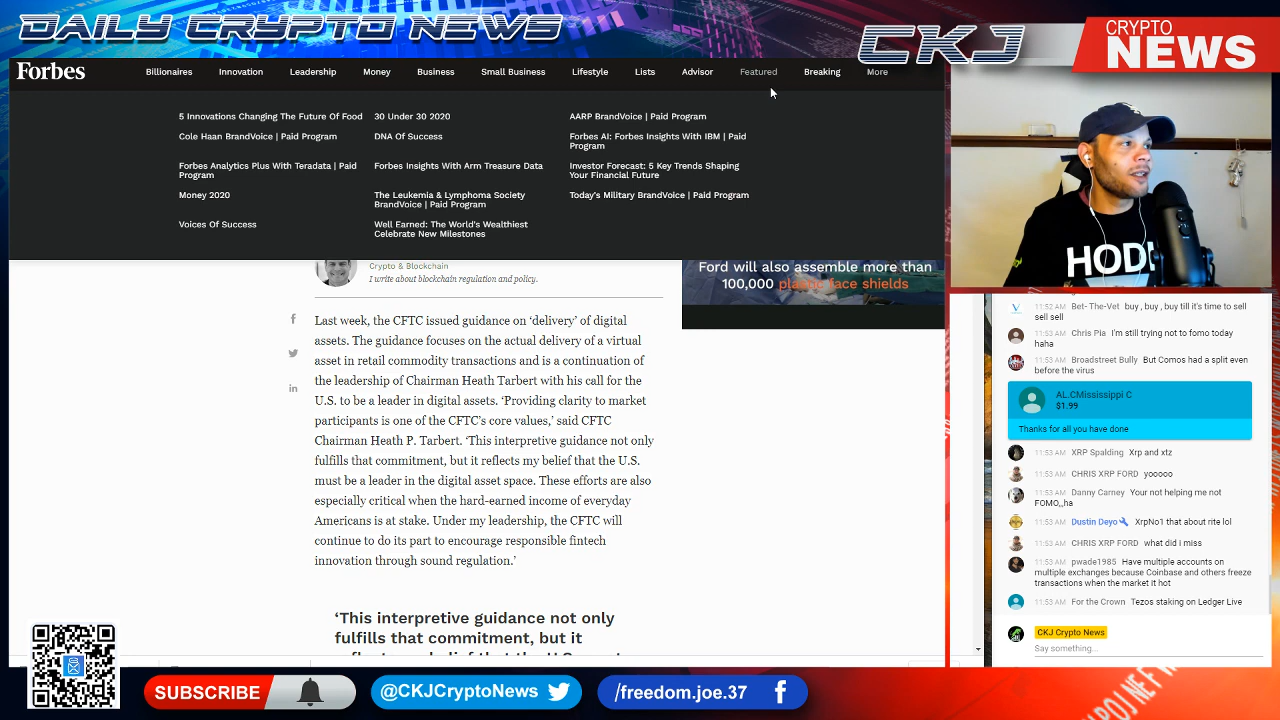 DAILY CRYPTO NEWS
CKJ
CRYPTO
NEWS
Forbes
Billionaires
Innovation
Leadership
Money
Business
Small Business
Lifestyle
Lists
Advisor
Featured
Breaking
More
5 Innovations Changing The Future Of Food
30 Under 30 2020
AARP BrandVoice | Paid Program
Cole Haan BrandVoice | Paid Program
DNA Of Success
Forbes AI: Forbes Insights With IBM | Paid
Program
Forbes Analytics Plus With Teradata | Paid
Program
Forbes Insights With Arm Treasure Data
Investor Forecast: 5 Key Trends Shaping
Your Financial Future
Money 2020
The Leukemia & Lymphoma Society
BrandVoice | Paid Program
Today's Military BrandVoice | Paid Program
Voices Of Success
Well Earned: The World's Wealthiest
Celebrate New Milestones
Crypto & Blockchain
I write about blockchain regulation and policy.
Ford will also assemble more than
100,000 plastic face shields
Last week, the CFTC issued guidance on 'delivery' of digital
assets. The guidance focuses on the actual delivery of a virtual
asset in retail commodity transactions and is a continuation of
the leadership of Chairman Heath Tarbert with his call for the
U.S. to be a leader in digital assets. 'Providing clarity to market
participants is one of the CFTC's core values,' said CFTC
Chairman Heath P. Tarbert. 'This interpretive guidance not only
fulfills that commitment, but it reflects my belief that the U.S.
must be a leader in the digital asset space. These efforts are also
especially critical when the hard-earned income of everyday
Americans is at stake. Under my leadership, the CFTC will
continue to do its part to encourage responsible fintech
innovation through sound regulation.'
'This interpretive guidance not only
fulfills that commitment, but it
HODL
11:52 AM Bet- The-Vet buy , buy , buy till it's time to sell
sell sell
11:53 AM Chris Pia I'm still trying not to fomo today
haha
11:53 AM Broadstreet Bully But Comos had a split even
before the virus
AL.CMississippi C
$1.99
Thanks for all you have done
11:53 AM XRP Spalding Xrp and xtz
11:53 AM CHRIS XRP FORD yooooo
11:53 AM Danny Carney Your not helping me not
FOMO,,,ha
11:53 AM Dustin Deyo XrpNo1 that about rite lol
11:53 AM CHRIS XRP FORD what did i miss
11:53 AM pwade1985 Have multiple accounts on
multiple exchanges because Coinbase and others freeze
transactions when the market it hot
11:53 AM For the Crown Tezos staking on Ledger Live
CKJ Crypto News
Say something...
SUBSCRIBE
@CKJCryptoNews
/freedom.joe.37